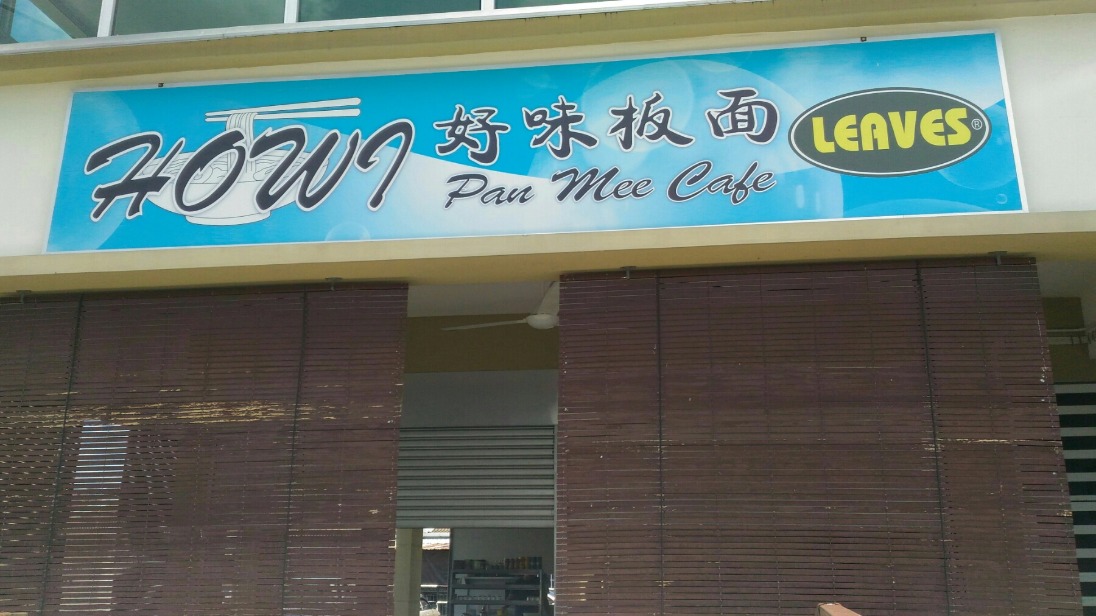 HOWI
好味板面
Pan Mee Cafe
LEAVES®